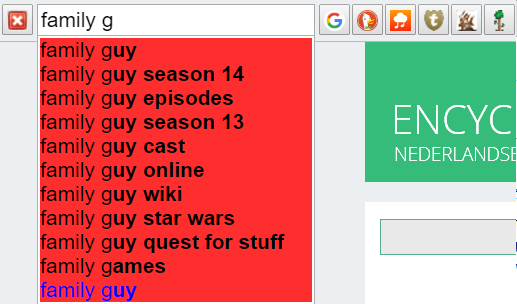 family g
family guy
family guy season 14
family guy episodes
family guy season 13
family guy cast
family guy online
family guy wiki
family guy star wars
family guy quest for stuff
family games
family guy
ENCYC
NEDERLANDSE